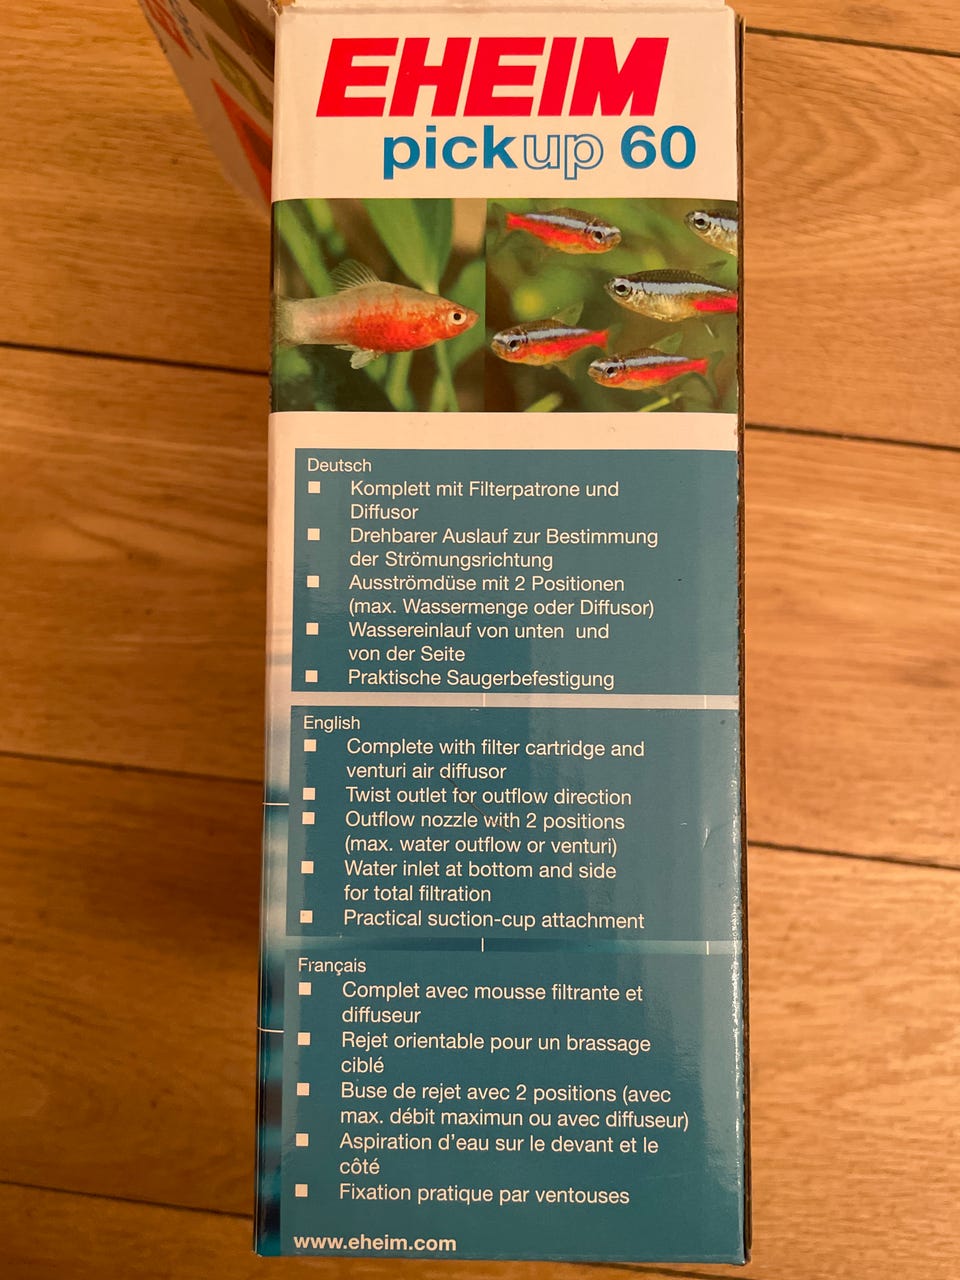 EHEIM
pickup 60
Deutsch
Komplett mit Filterpatrone und
Diffusor
Drehbarer Auslauf zur Bestimmung
der Strömungsrichtung
Ausströmdüse mit 2 Positionen
(max. Wassermenge oder Diffusor)
Wassereinlauf von unten und
von der Seite
Praktische Saugerbefestigung
English
Complete with filter cartridge and
venturi air diffusor
Twist outlet for outflow direction
Outflow nozzle with 2 positions
(max. water outflow or venturi)
Water inlet at bottom and side
for total filtration
Practical suction-cup attachment
Français
Complet avec mousse filtrante et
diffuseur
Rejet orientable pour un brassage
ciblé
Buse de rejet avec 2 positions (avec
max. débit maximun ou avec diffuseur)
Aspiration d'eau sur le devant et le
côté
Fixation pratique par ventouses
www.eheim.com